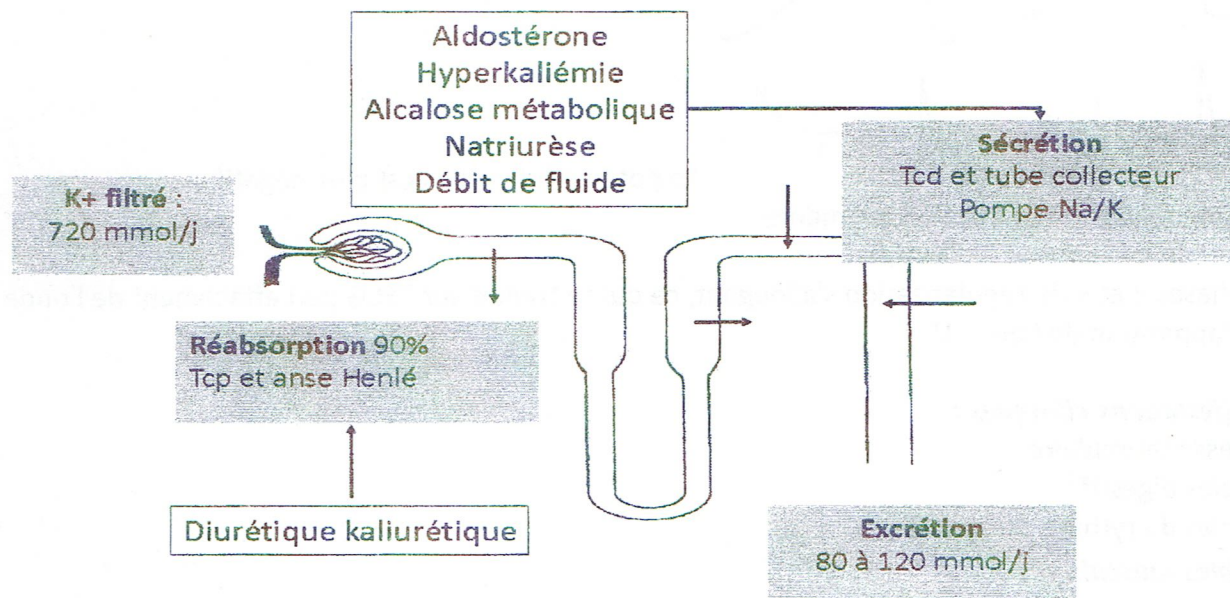 Aldostérone
Hyperkaliémie
Alcalose métabolique
Natriurèse
Débit de fluide
K+ filtré :
720 mmol/j
Sécrétion
Tcd et tube collecteur
Pompe Na/K
Réabsorption 90%
Tcp et anse Henlé
Diurétique kaliurétique
Excrétion
80 à 120 mmol/j